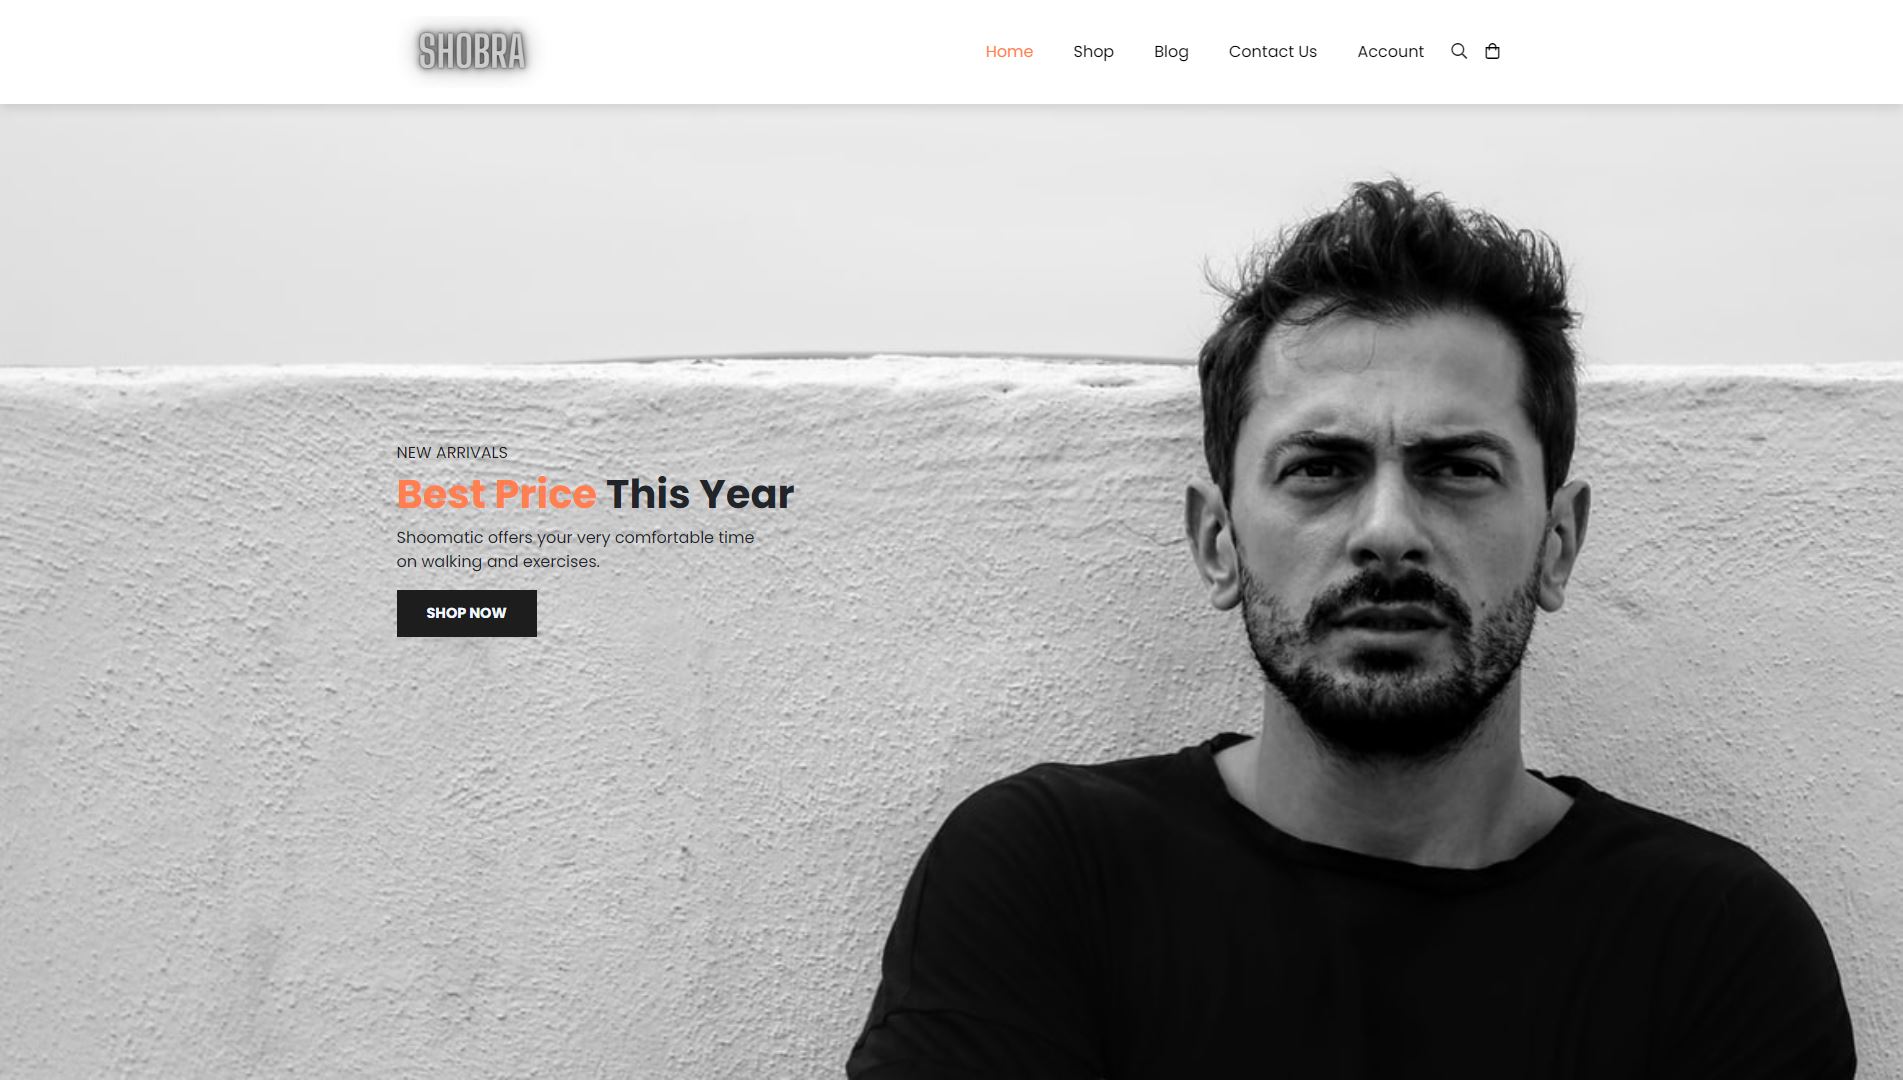 SHOBRA
Home Shop Blog Contact Us Account
NEW ARRIVALS
Best Price This Year
Shoomatic offers your very comfortable time
on walking and exercises.
SHOP NOW